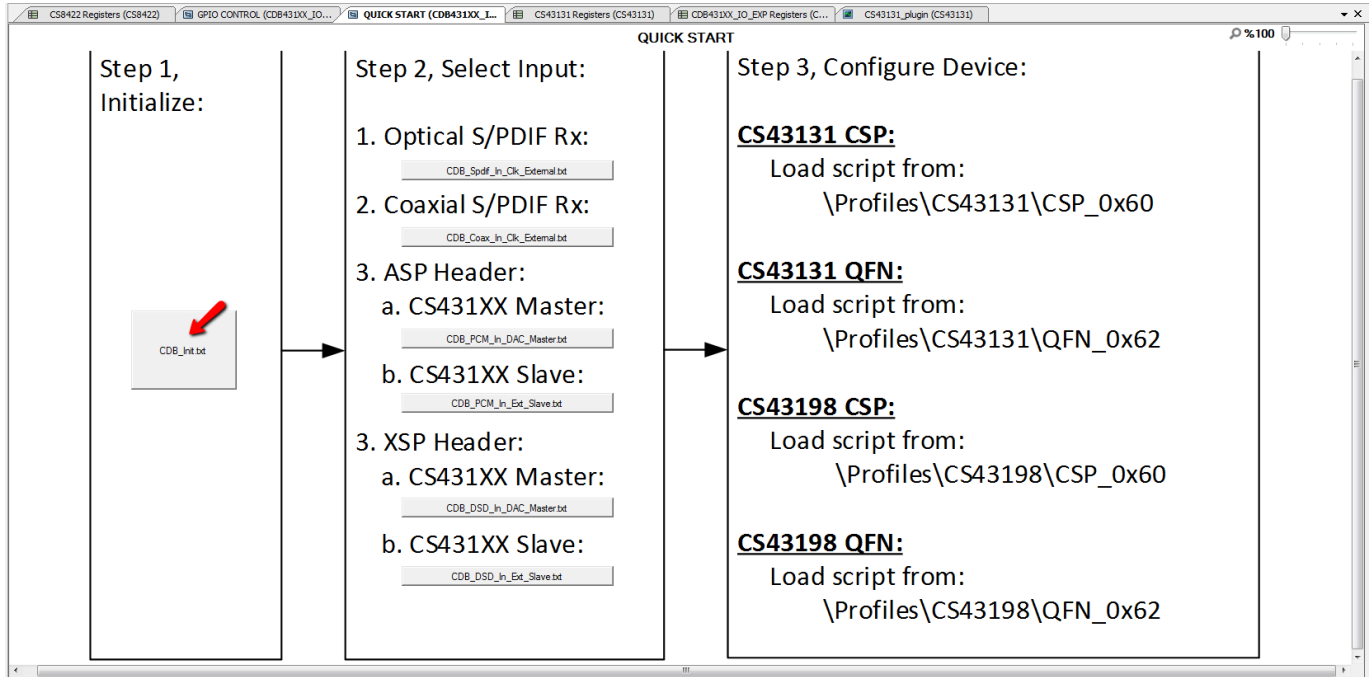 CS8422 Registers (CS8422)
GPIO CONTROL (CDB431XX_IO...
QUICK START (CDB431XX_I...
CS43131 Registers (CS43131)
CDB431XX_IO_EXP Registers (C...
CS43131_plugin (CS43131)
QUICK START
%100
Step 1,
Initialize:
CDB_Init.txt
Step 2, Select Input:
1. Optical S/PDIF Rx:
CDB_Spdif_In_Clk_External.txt
2. Coaxial S/PDIF Rx:
CDB_Coax_In_Clk_External.txt
3. ASP Header:
a. CS431XX Master:
CDB_PCM_In_DAC_Master.txt
b. CS431XX Slave:
CDB_PCM_In_Ext_Slave.txt
3. XSP Header:
a. CS431XX Master:
CDB_DSD_In_DAC_Master.txt
b. CS431XX Slave:
CDB_DSD_In_Ext_Slave.txt
Step 3, Configure Device:
CS43131 CSP:
Load script from:
\Profiles\CS43131\CSP_0x60
CS43131 QFN:
Load script from:
\Profiles\CS43131\QFN_0x62
CS43198 CSP:
Load script from:
\Profiles\CS43198\CSP_0x60
CS43198 QFN:
Load script from:
\Profiles\CS43198\QFN_0x62